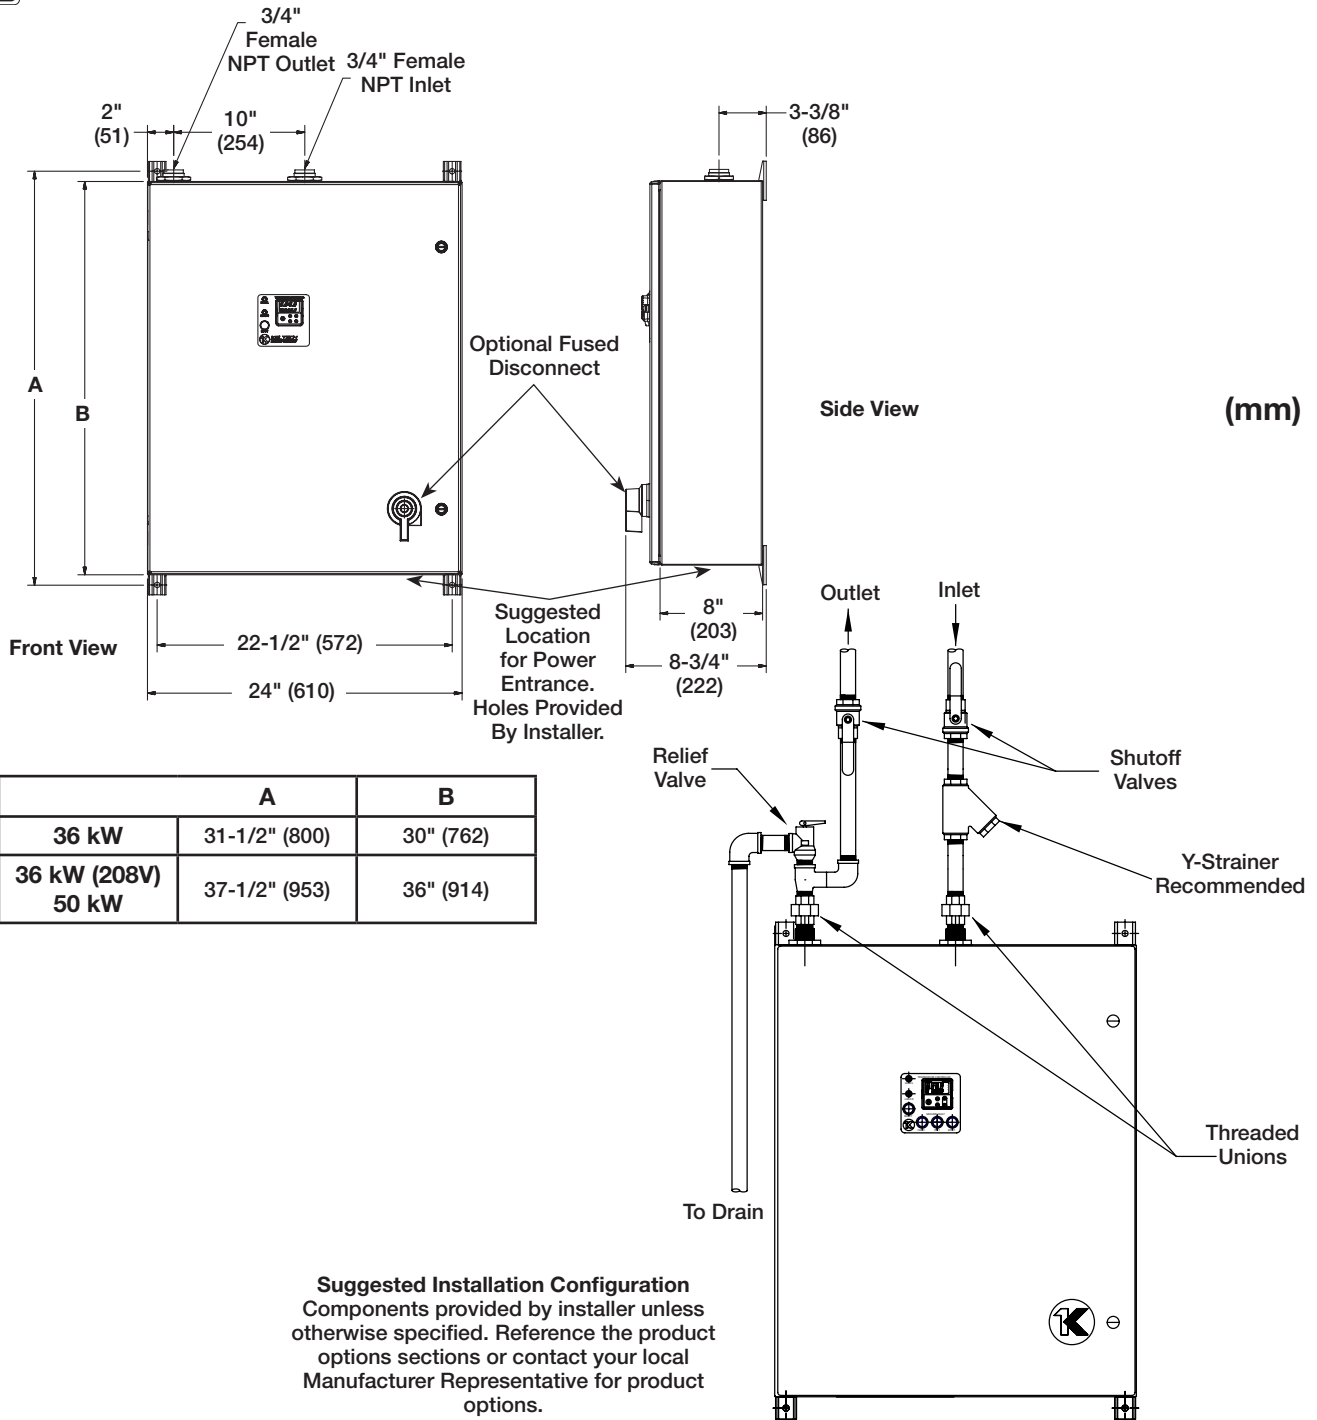 3/4"
Female
NPT Outlet
3/4" Female
NPT Inlet
2"
(51)
10"
(254)
3-3/8"
(86)
A
B
Optional Fused
Disconnect
Side View
(mm)
Front View
22-1/2" (572)
24" (610)
Suggested
Location
for Power
Entrance.
Holes Provided
By Installer.
8"
(203)
8-3/4"
(222)
Outlet
Inlet
Relief
Valve
Shutoff
Valves
Y-Strainer
Recommended
A B
36 kW 31-1/2" (800) 30" (762)
36 kW (208V)
50 kW 37-1/2" (953) 36" (914)
Threaded
Unions
To Drain
Suggested Installation Configuration
Components provided by installer unless
otherwise specified. Reference the product
options sections or contact your local
Manufacturer Representative for product
options.